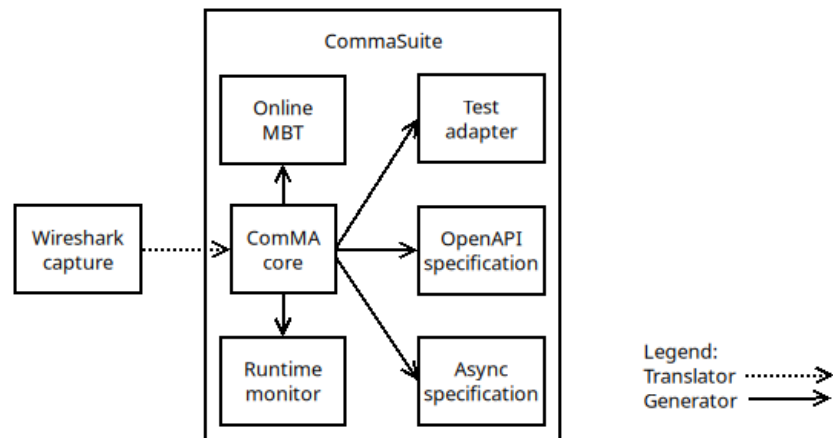 CommaSuite
Online
MBT
Test
adapter
Wireshark
capture
ComMA
core
OpenAPI
specification
Runtime
monitor
Async
specification
Legend:
Translator
Generator